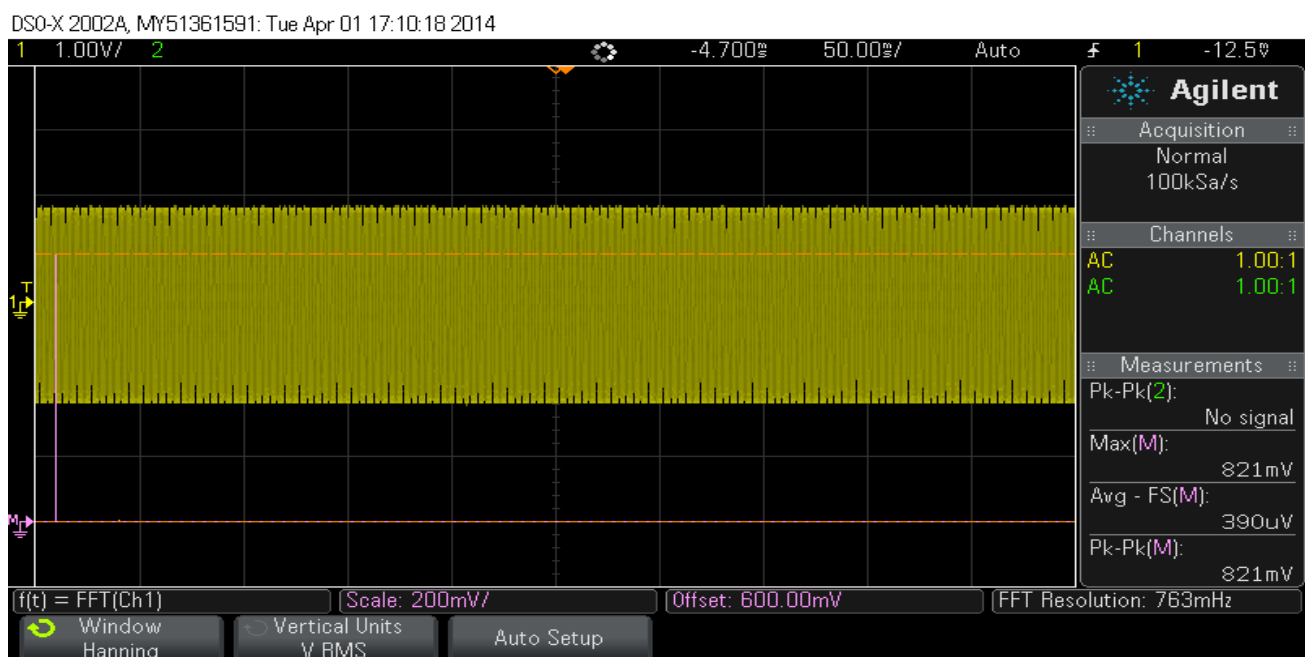 DSO-X 2002A, MY51361591: Tue Apr 01 17:10:18 2014
1 1.00V/ 2 -4.700ms 50.00ms/ Auto 1 -12.5V
Agilent
Acquisition
Normal
100kSa/s
Channels
AC 1.00:1
AC 1.00:1
T
1
Measurements
Pk-Pk(2):
No signal
Max(M):
821mV
Avg - FS(M):
390uV
M
Pk-Pk(M):
821mV
f(t) = FFT(Ch1) Scale: 200mV/ Offset: 600.00mV FFT Resolution: 763mHz
Window Vertical Units Auto Setup
Hanning V RMS